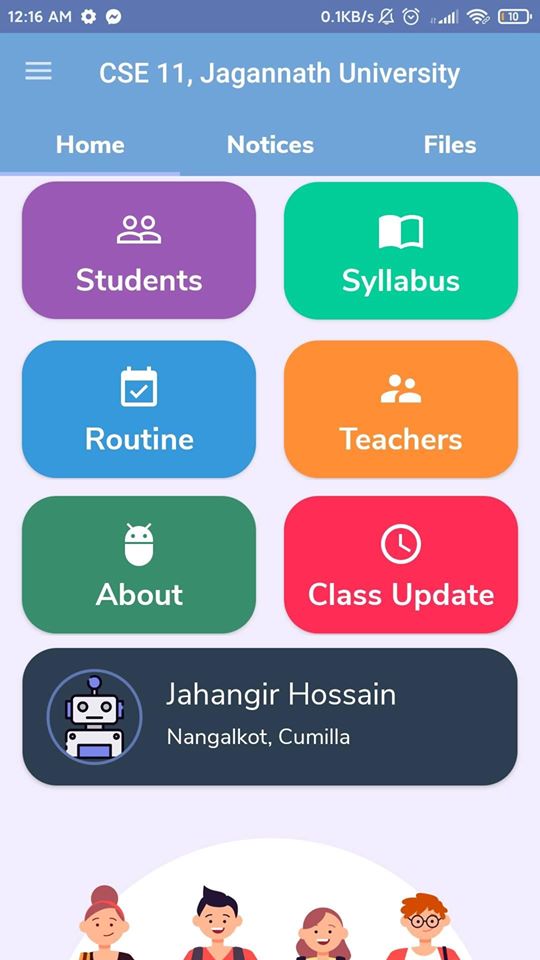 12:16 AM
0.1KB/s
10
CSE 11, Jagannath University
Home Notices Files
Students
Syllabus
Routine
Teachers
About
Class Update
Jahangir Hossain
Nangalkot, Cumilla